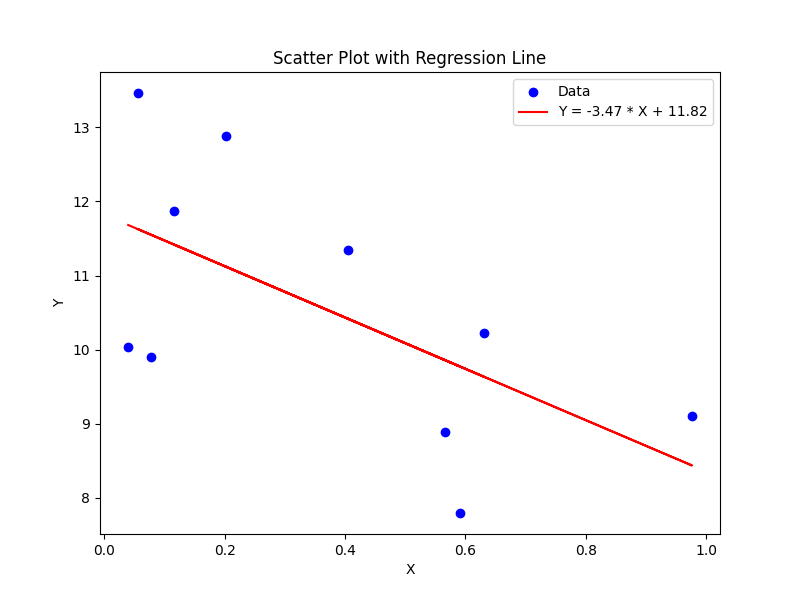 Scatter Plot with Regression Line
Data
Y = -3.47 * X + 11.82
13
12
11
10
9
8
Y
0.0 0.2 0.4 0.6 0.8 1.0
X